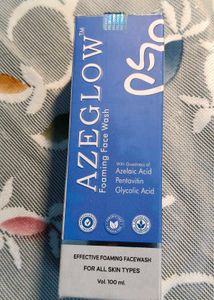 AZEGLOW™
Foaming Face Wash
With Goodness of
Azelaic Acid
Pentavitin
Glycolic Acid
EFFECTIVE FOAMING FACEWASH
FOR ALL SKIN TYPES
Vol. 100 ml.